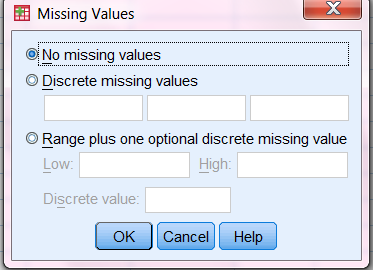 Missing Values
No missing values
Discrete missing values
Range plus one optional discrete missing value
Low: High:
Discrete value:
OK Cancel Help